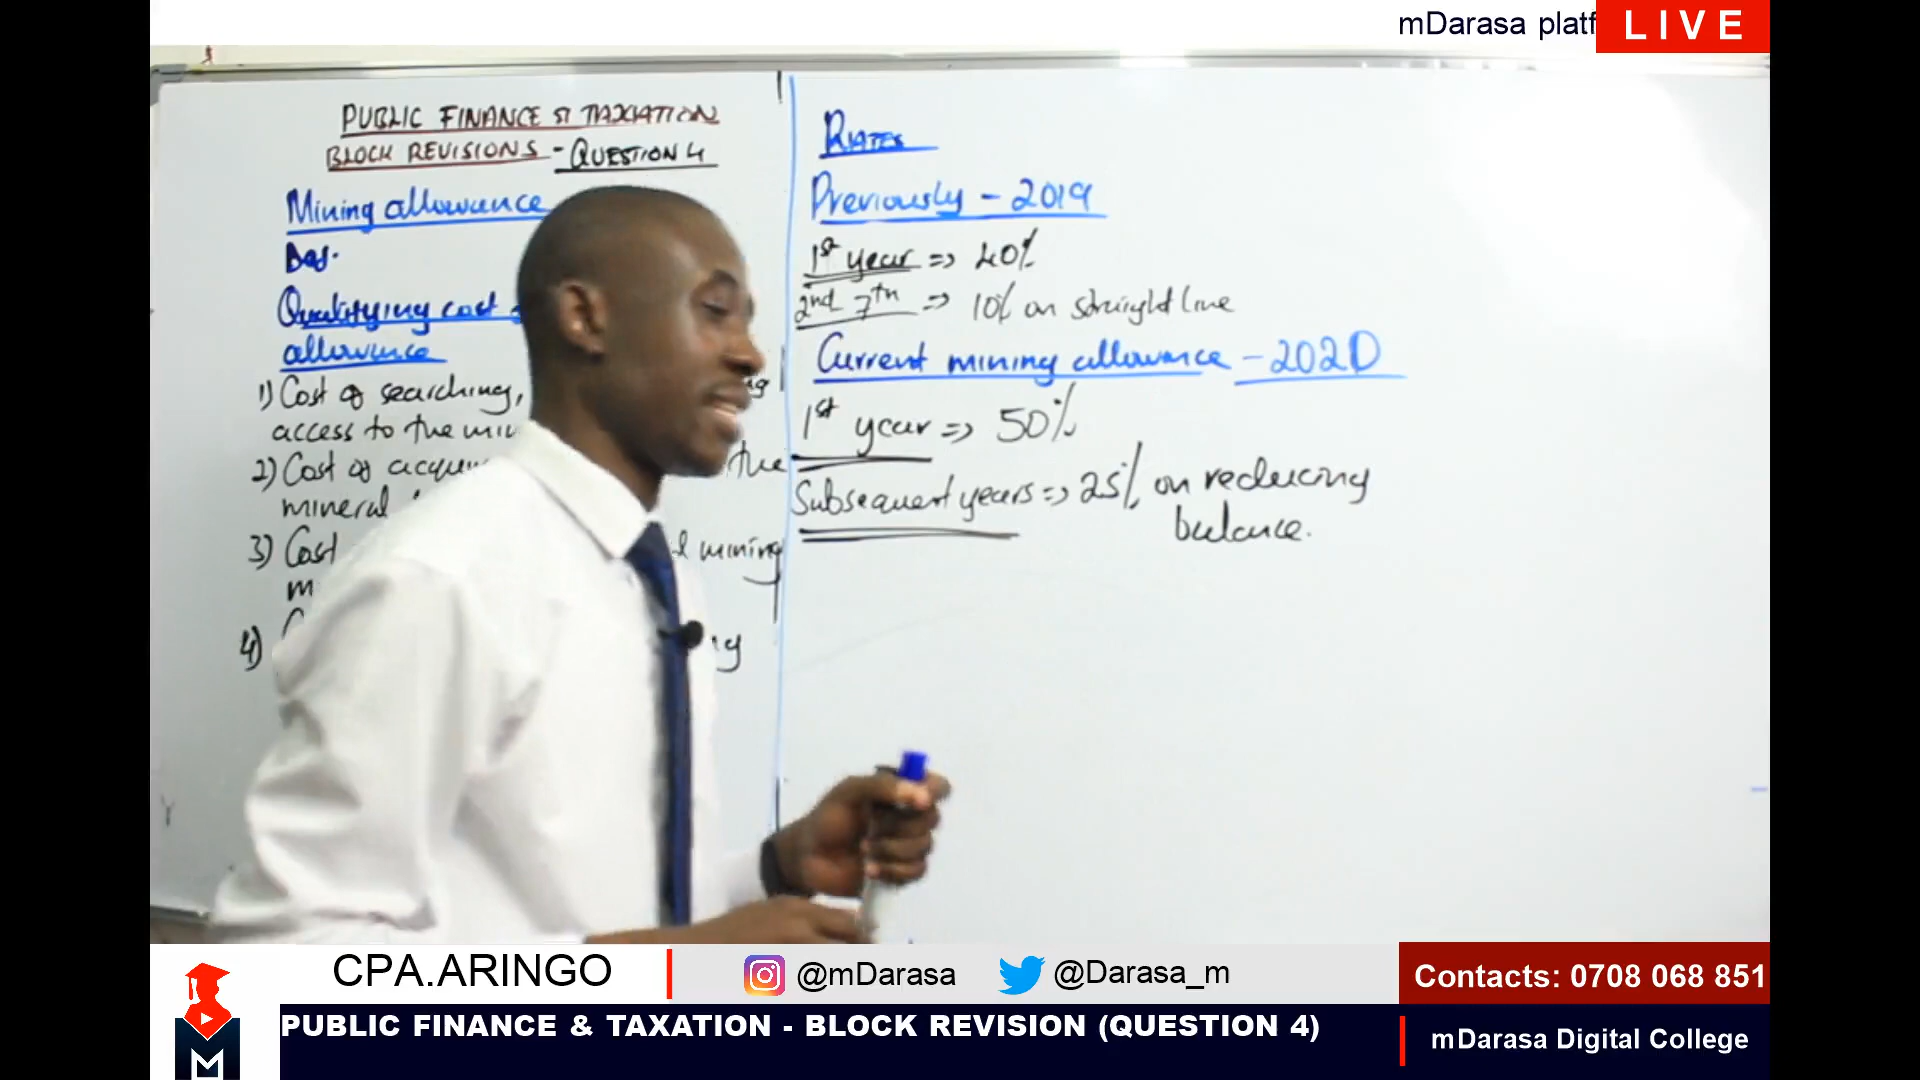 mDarasa platf
LIVE
PUBLIC FINANCE & TAXATION
BLOCK REVISIONS - QUESTION 4
Mining allowance
Qualifying cost
allowance
1) Cost of searching,
access to the
2) Cost of the
mineral
3) Cost mining
4)
RATES
Previously - 2019
1st year => 40%
2nd 7th => 10% on straight line
Current mining allowance - 2020
1st year => 50%
Subsequent years => 25% on reducing
balance.
CPA.ARINGO
@mDarasa
@Darasa_m
Contacts: 0708 068 851
M
PUBLIC FINANCE & TAXATION - BLOCK REVISION (QUESTION 4)
mDarasa Digital College